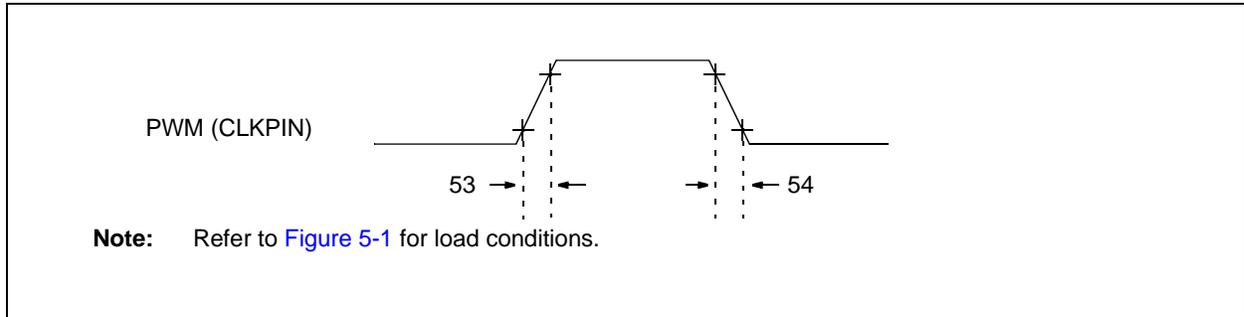 PWM (CLKPIN)
53 54
Note: Refer to Figure 5-1 for load conditions.